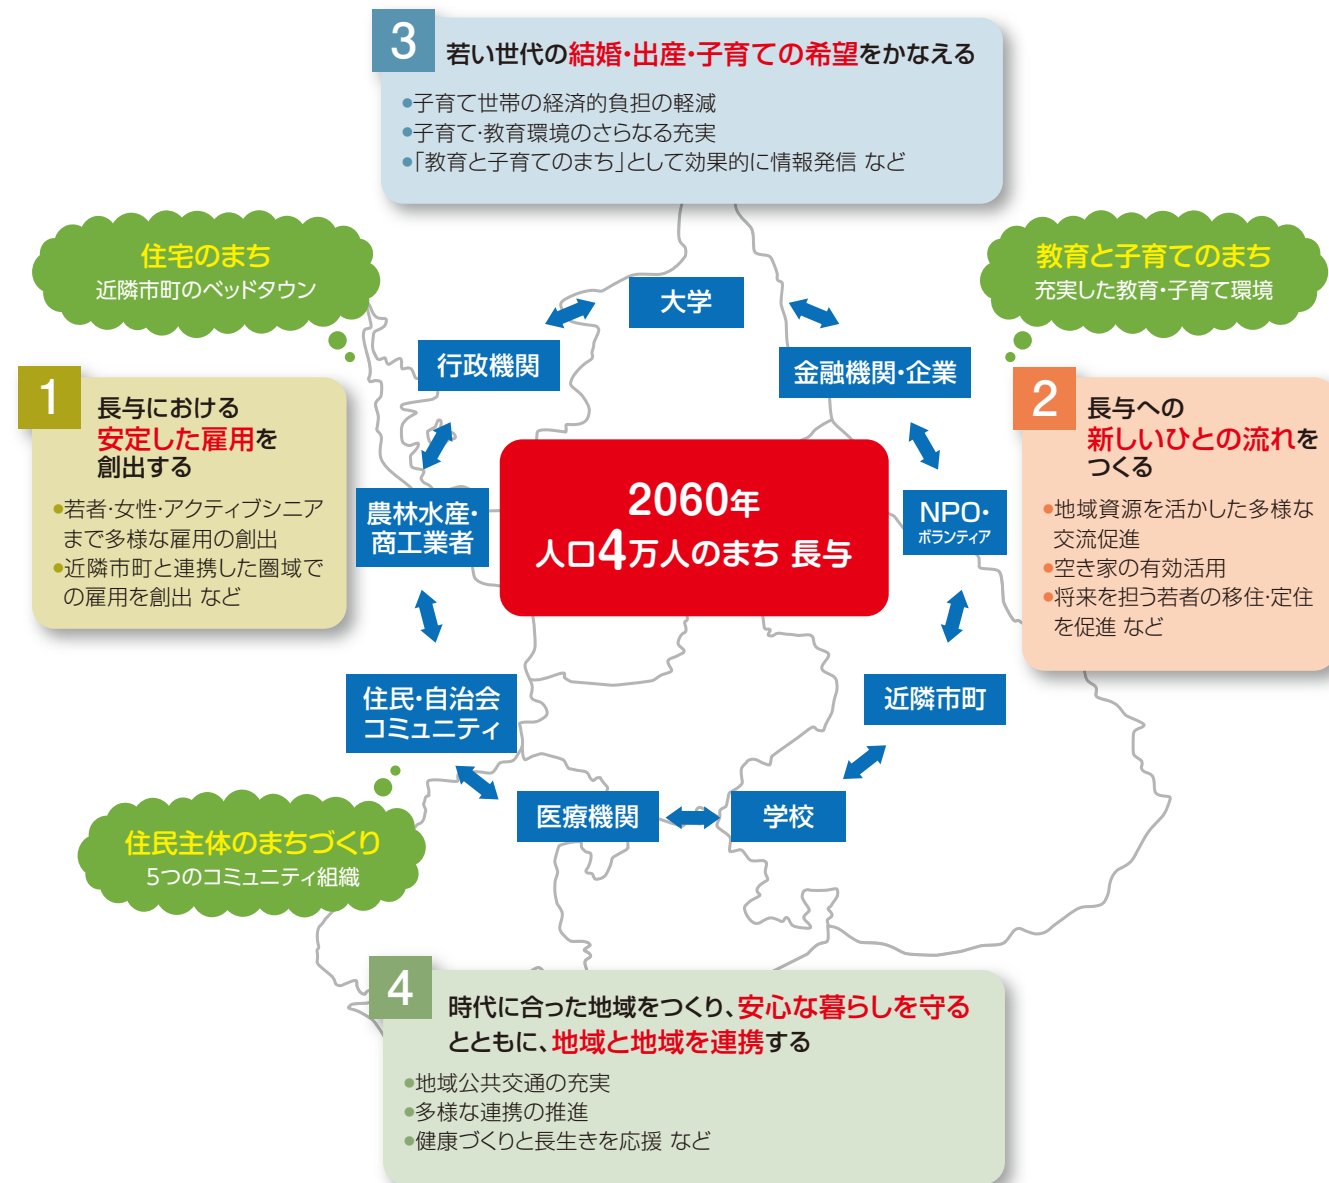 3
若い世代の結婚・出産・子育ての希望をかなえる
●子育て世帯の経済的負担の軽減
●子育て・教育環境のさらなる充実
●「教育と子育てのまち」として効果的に情報発信 など
住宅のまち
近隣市町のベッドタウン
教育と子育てのまち
充実した教育・子育て環境
大学
行政機関
金融機関・企業
1
長与における
安定した雇用を
創出する
●若者・女性・アクティブシニア
まで多様な雇用の創出
●近隣市町と連携した圏域で
の雇用を創出 など
農林水産・
商工業者
2060年
人口4万人のまち 長与
NPO・
ボランティア
2
長与への
新しいひとの流れを
つくる
●地域資源を活かした多様な
交流促進
●空き家の有効活用
●将来を担う若者の移住・定住
を促進 など
住民・自治会
コミュニティ
近隣市町
医療機関
学校
住民主体のまちづくり
5つのコミュニティ組織
4
時代に合った地域をつくり、安心な暮らしを守る
とともに、地域と地域を連携する
●地域公共交通の充実
●多様な連携の推進
●健康づくりと長生きを応援 など